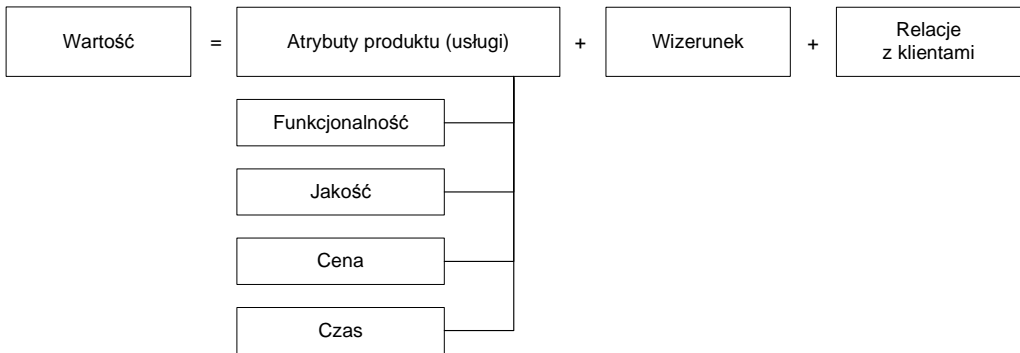 Wartość = Atrybuty produktu (usługi) + Wizerunek + Relacje
z klientami
Funkcjonalność
Jakość
Cena
Czas